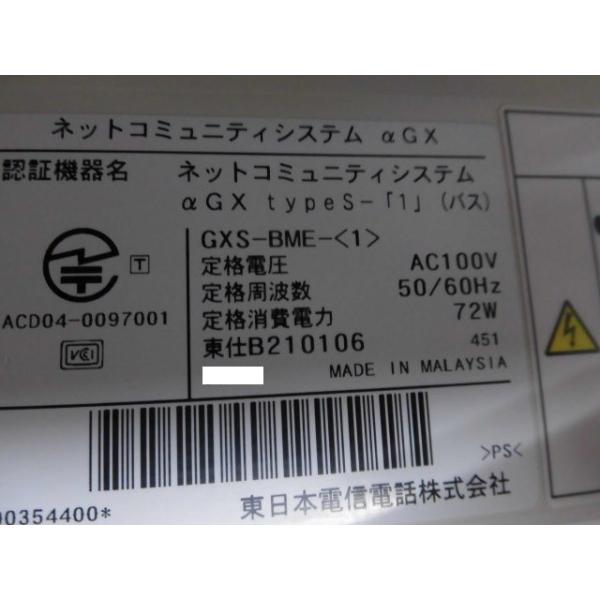 ネットコミュニティシステム αGX
認証機器名 ネットコミュニティシステム
αGX typeS-「1」(バス)
GXS-BME-<1>
定格電圧 AC100V
定格周波数 50/60Hz
定格消費電力 72W
東仕B210106 451
MADE IN MALAYSIA
T
ACD04-0097001
VCI
>PS<
00354400*
東日本電信電話株式会社